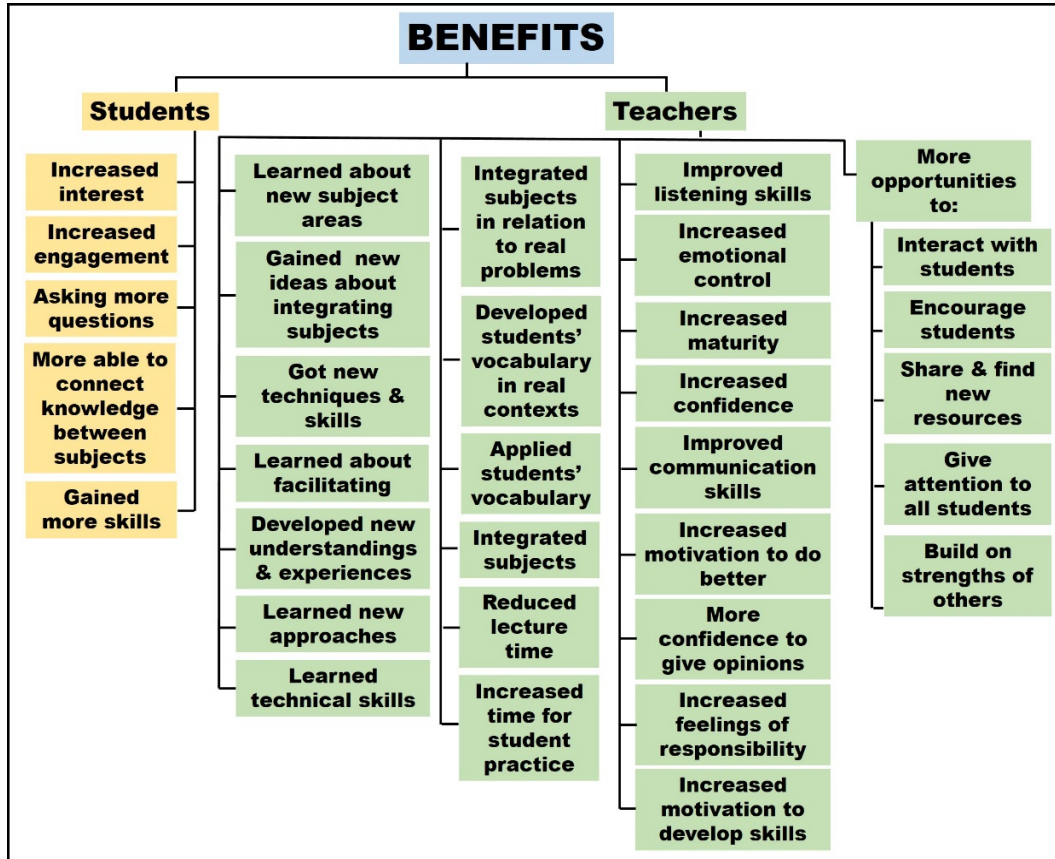 BENEFITS
Students
Increased
interest
Increased
engagement
Asking more
questions
More able to
connect
knowledge
between
subjects
Gained
more skills
Teachers
Learned about
new subject
areas
Gained new
ideas about
integrating
subjects
Got new
techniques &
skills
Learned about
facilitating
Developed new
understandings
& experiences
Learned new
approaches
Learned
technical skills
Integrated
subjects
in relation
to real
problems
Developed
students’
vocabulary
in real
contexts
Applied
students’
vocabulary
Integrated
subjects
Reduced
lecture
time
Increased
time for
student
practice
Improved
listening skills
Increased
emotional
control
Increased
maturity
Increased
confidence
Improved
communication
skills
Increased
motivation to do
better
More
confidence to
give opinions
Increased
feelings of
responsibility
Increased
motivation to
develop skills
More
opportunities
to:
Interact with
students
Encourage
students
Share & find
new
resources
Give
attention to
all students
Build on
strengths of
others